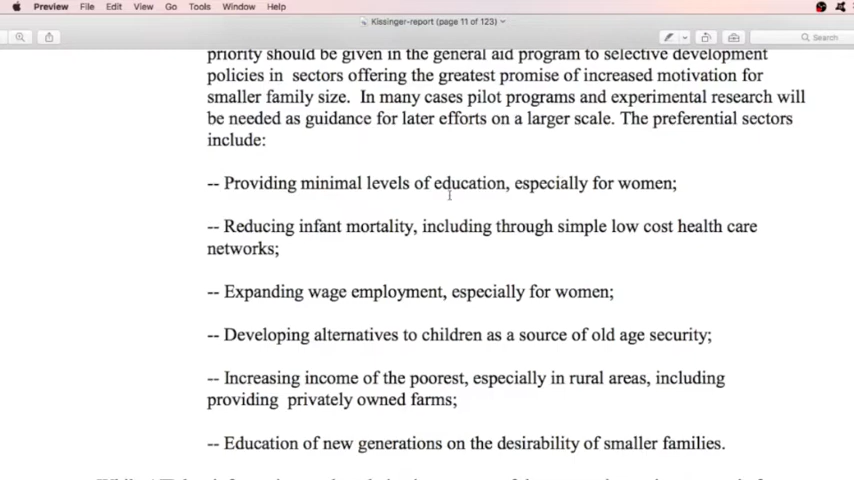 Preview File Edit View Go Tools Window Help
Kissinger-report (page 11 of 123)
Search
priority should be given in the general aid program to selective development
policies in sectors offering the greatest promise of increased motivation for
smaller family size. In many cases pilot programs and experimental research will
be needed as guidance for later efforts on a larger scale. The preferential sectors
include:
-- Providing minimal levels of education, especially for women;
-- Reducing infant mortality, including through simple low cost health care
networks;
-- Expanding wage employment, especially for women;
-- Developing alternatives to children as a source of old age security;
-- Increasing income of the poorest, especially in rural areas, including
providing privately owned farms;
-- Education of new generations on the desirability of smaller families.